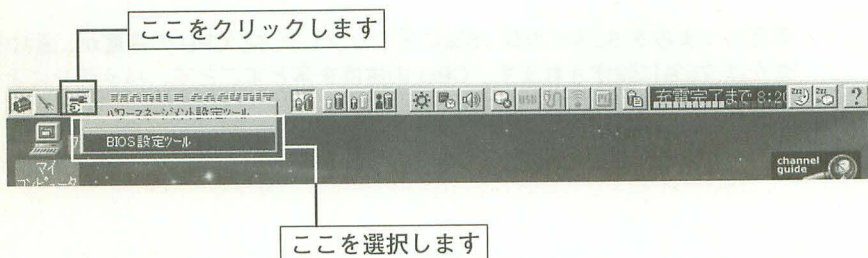 ここをクリックします
充電完了まで 8:20
パワーマネージメント設定ツール
BIOS設定ツール
マイ
コンピュータ
channel
guide
ここを選択します